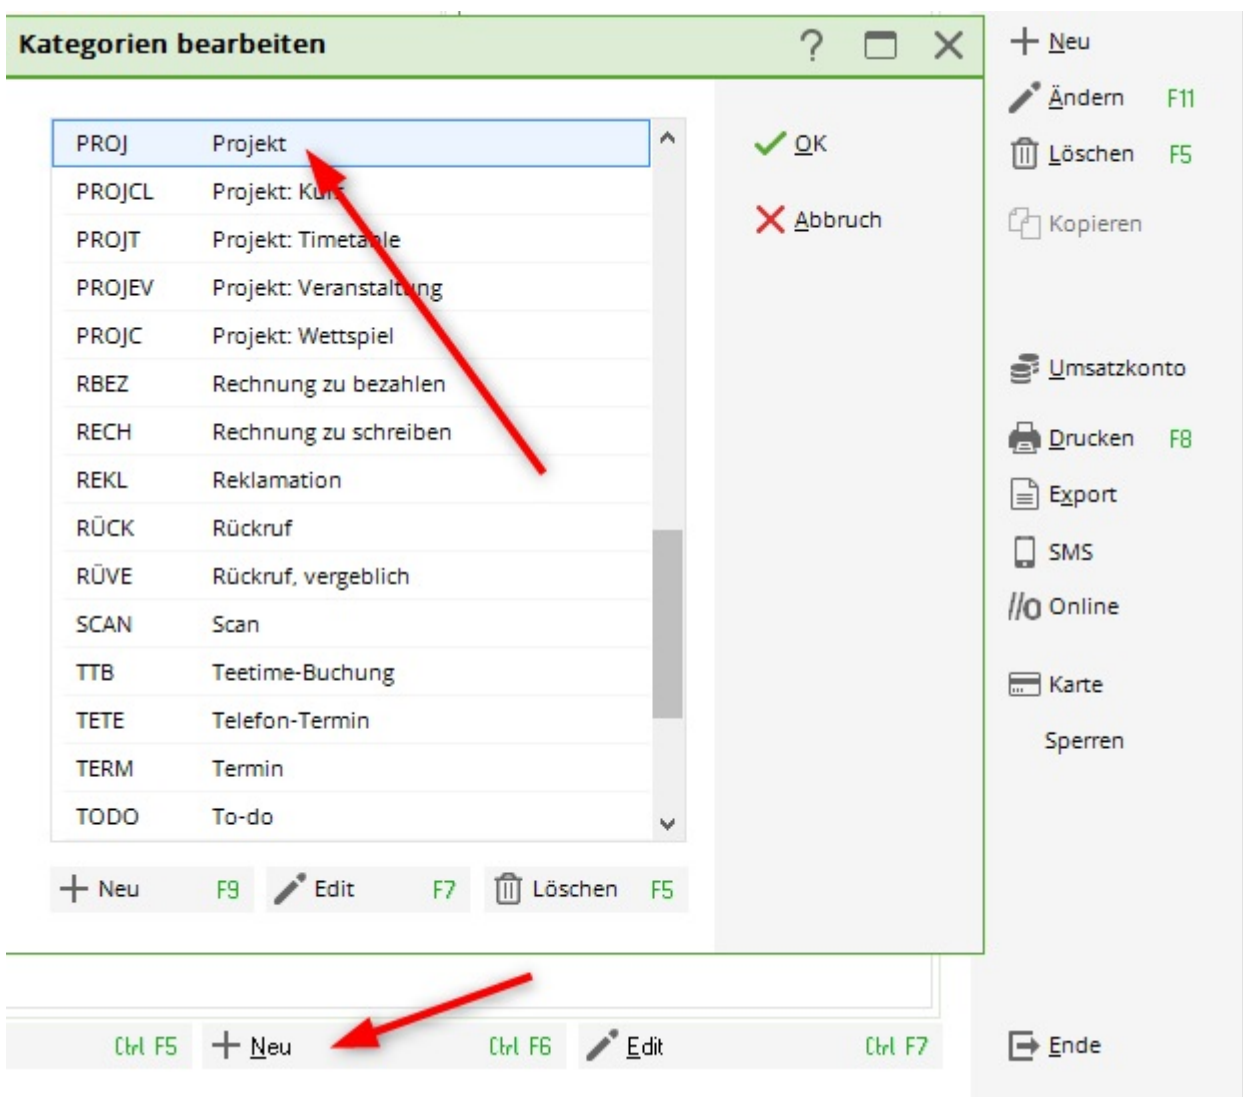 Kategorien bearbeiten ?
PROJ Projekt
PROJCL Projekt: Kurs
PROJT Projekt: Timetable
PROJEV Projekt: Veranstaltung
PROJC Projekt: Wettspiel
RBEZ Rechnung zu bezahlen
RECH Rechnung zu schreiben
REKL Reklamation
RÜCK Rückruf
RÜVE Rückruf, vergeblich
SCAN Scan
TTB Teetime-Buchung
TETE Telefon-Termin
TERM Termin
TODO To-do
Neu F9 Edit F7 Löschen F5
OK
Abbruch
Neu
Ändern F11
Löschen F5
Kopieren
Umsatzkonto
Drucken F8
Export
SMS
Online
Karte
Sperren
Ctrl F5 Neu Ctrl F6 Edit Ctrl F7
Ende